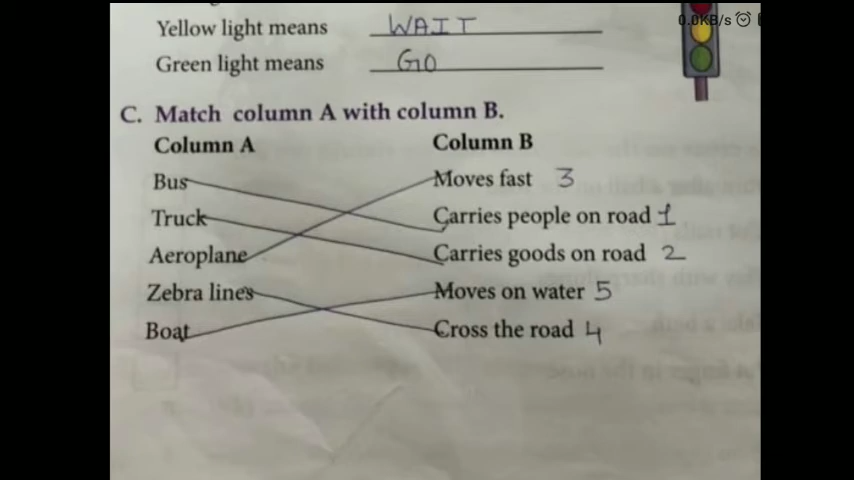 0.0KB/s
Yellow light means WAIT
Green light means GO
C. Match column A with column B.
Column A Column B
Bus Moves fast 3
Truck Carries people on road 1
Aeroplane Carries goods on road 2
Zebra lines Moves on water 5
Boat Cross the road 4